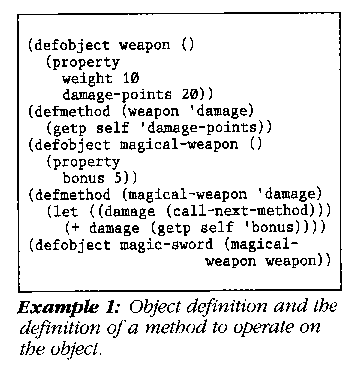 (defobject weapon ()
  (property
    weight 10
    damage-points 20))
(defmethod (weapon 'damage)
  (getp self 'damage-points))
(defobject magical-weapon ()
  (property
    bonus 5))
(defmethod (magical-weapon 'damage)
  (let ((damage (call-next-method)))
    (+ damage (getp self 'bonus))))
(defobject magic-sword (magical-
                weapon weapon))
Example 1: Object definition and the
definition of a method to operate on
the object.